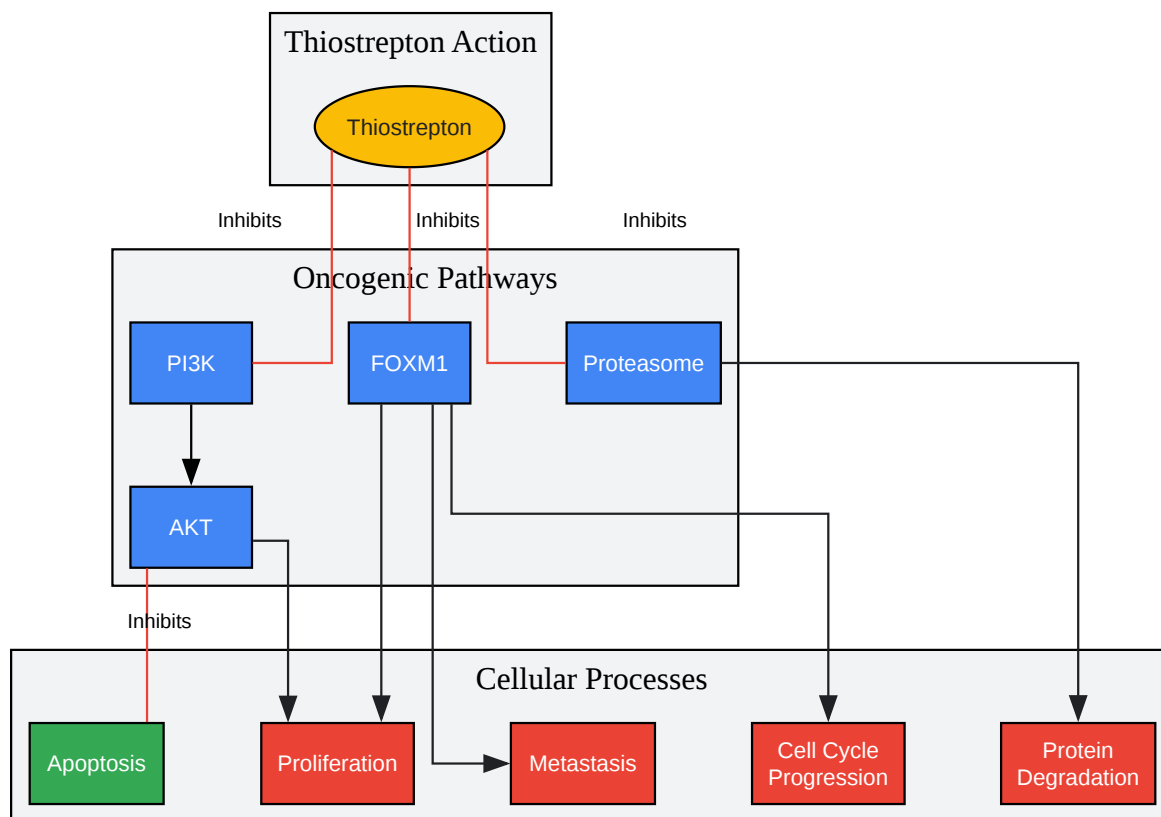 Thiostrepton Action
Thiostrepton
Inhibits
Inhibits
Inhibits
Oncogenic Pathways
PI3K
FOXM1
Proteasome
AKT
Inhibits
Cellular Processes
Apoptosis
Proliferation
Metastasis
Cell Cycle
Progression
Protein
Degradation